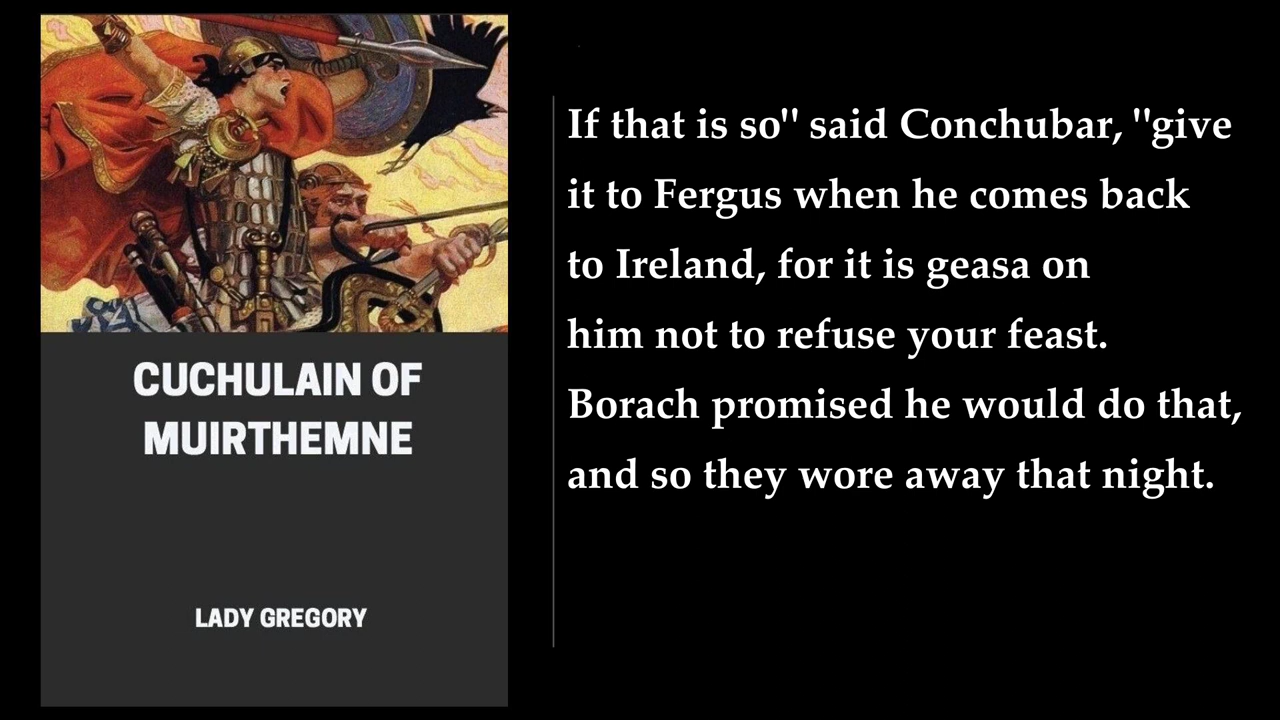 CUCHULAIN OF
MUIRTHEMNE
LADY GREGORY
If that is so" said Conchubar, "give
it to Fergus when he comes back
to Ireland, for it is geasa on
him not to refuse your feast.
Borach promised he would do that,
and so they wore away that night.